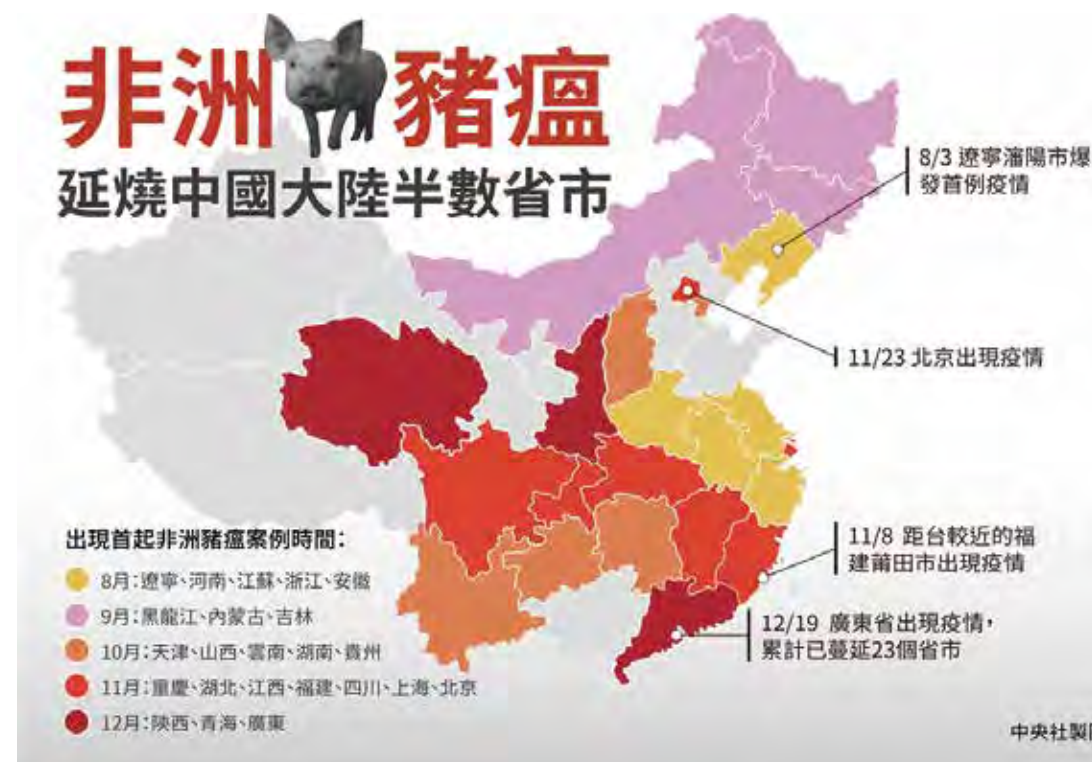 非洲豬瘟
延燒中國大陸半數省市
8/3 遼寧瀋陽市爆
發首例疫情
11/23 北京出現疫情
11/8 距台較近的福
建莆田市出現疫情
12/19 廣東省出現疫情，
累計已蔓延23個省市
出現首起非洲豬瘟案例時間：
8月：遼寧、河南、江蘇、浙江、安徽
9月：黑龍江、內蒙古、吉林
10月：天津、山西、雲南、湖南、貴州
11月：重慶、湖北、江西、福建、四川、上海、北京
12月：陝西、青海、廣東
中央社製